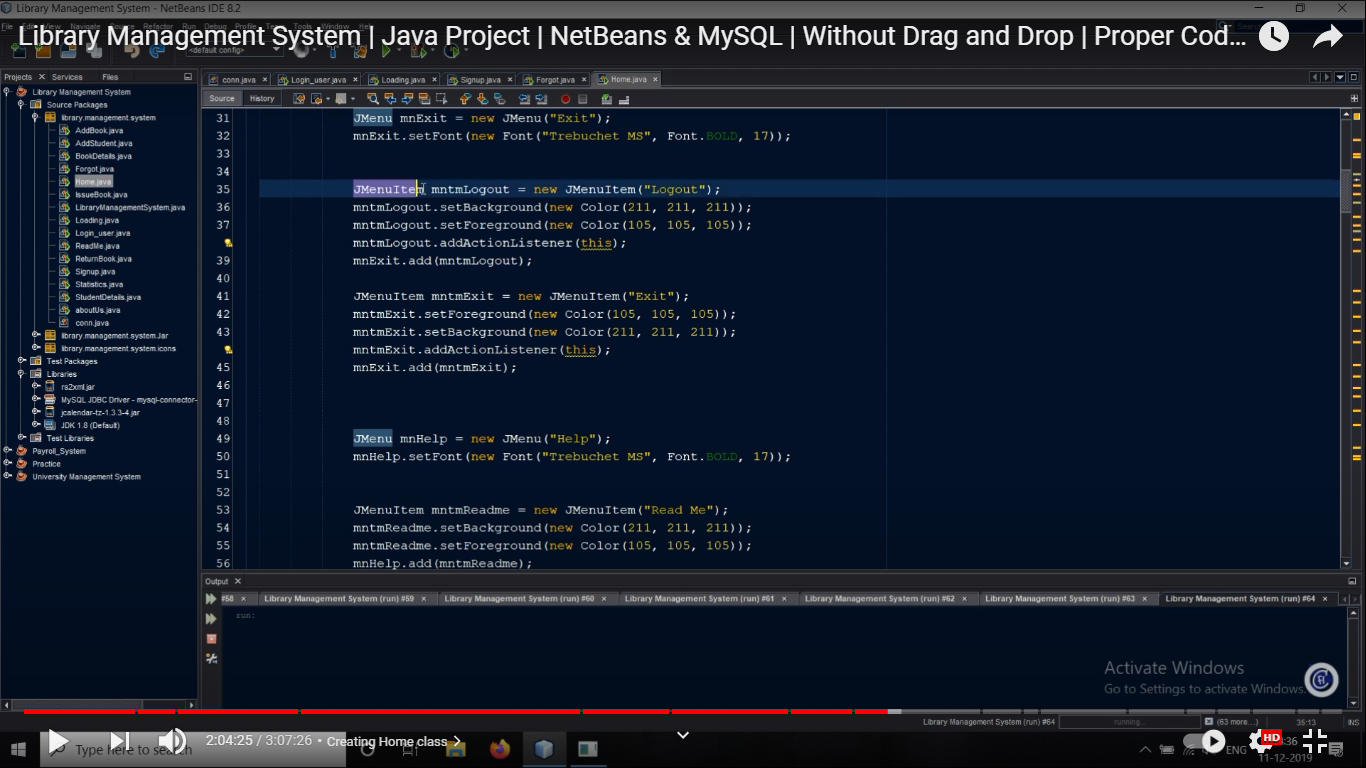 Library Management System - NetBeans IDE 8.2
Library Management System | Java Project | NetBeans & MySQL | Without Drag and Drop | Proper Cod...
<default config>
Projects
Services
Files
conn.java
Login_user.java
Loading.java
Signup.java
Forgot.java
Home.java
Source
History
Library Management System
Source Packages
library.management.system
AddBook.java
AddStudent.java
BookDetails.java
Forgot.java
Home.java
IssueBook.java
LibraryManagementSystem.java
Loading.java
Login_user.java
ReadMe.java
ReturnBook.java
Signup.java
Statistics.java
StudentDetails.java
aboutUs.java
conn.java
library.management.system.Jar
library.management.system.icons
Test Packages
Libraries
rs2xml.jar
MySQL JDBC Driver - mysql-connector-
jcalendar-tz-1.3.3-4.jar
JDK 1.8 (Default)
Test Libraries
Payroll_System
Practice
University Management System
31 JMenu mnExit = new JMenu("Exit");
32 mnExit.setFont(new Font("Trebuchet MS", Font.BOLD, 17));
33
34
35 JMenuItem mntmLogout = new JMenuItem("Logout");
36 mntmLogout.setBackground(new Color(211, 211, 211));
37 mntmLogout.setForeground(new Color(105, 105, 105));
mntmLogout.addActionListener(this);
39 mnExit.add(mntmLogout);
40
41 JMenuItem mntmExit = new JMenuItem("Exit");
42 mntmExit.setForeground(new Color(105, 105, 105));
43 mntmExit.setBackground(new Color(211, 211, 211));
mntmExit.addActionListener(this);
45 mnExit.add(mntmExit);
46
47
48
49 JMenu mnHelp = new JMenu("Help");
50 mnHelp.setFont(new Font("Trebuchet MS", Font.BOLD, 17));
51
52
53 JMenuItem mntmReadme = new JMenuItem("Read Me");
54 mntmReadme.setBackground(new Color(211, 211, 211));
55 mntmReadme.setForeground(new Color(105, 105, 105));
56 mnHelp.add(mntmReadme);
Output
#58
Library Management System (run) #59
Library Management System (run) #60
Library Management System (run) #61
Library Management System (run) #62
Library Management System (run) #63
Library Management System (run) #64
run:
Activate Windows
Go to Settings to activate Windows.
Library Management System (run) #64
running...
(63 more...)
35:13
INS
Type here to search
2:04:25 / 3:07:26 • Creating Home class
HD
ENG
11-12-2019